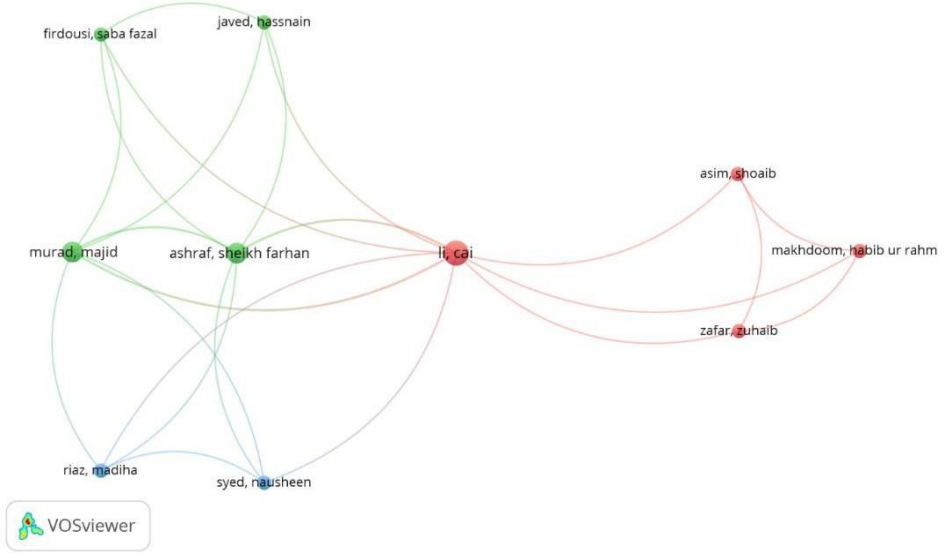 javed, hassnain
firdousi, saba fazal
asim, shoaib
murad, majid
ashraf, sheikh farhan
li, cai
makhdoom, habib ur rahm
zafar, zuhaib
riaz, madiha
syed, nausheen
VOSviewer